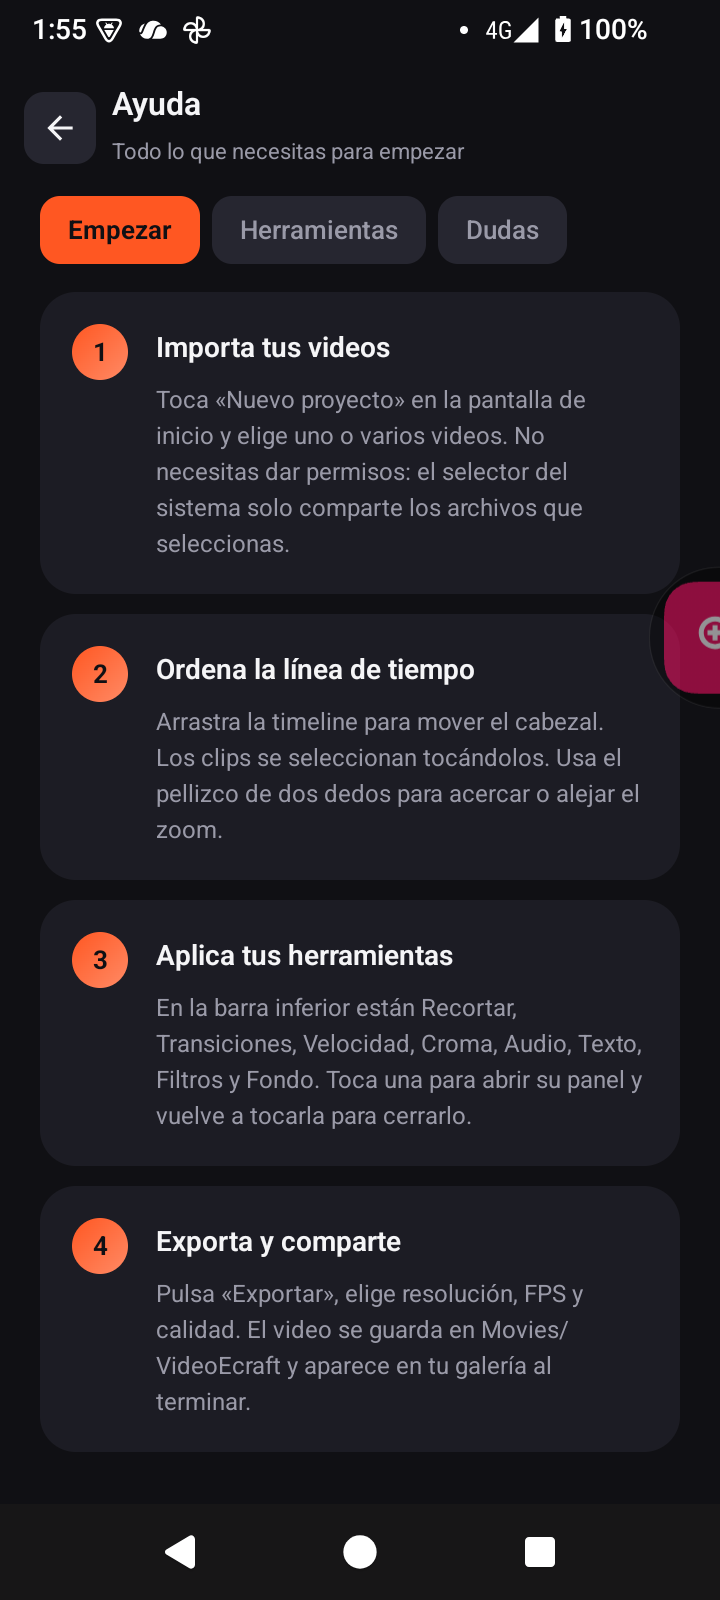 1:55
4G 100%
Ayuda
Todo lo que necesitas para empezar
Empezar Herramientas Dudas
1 Importa tus videos
Toca «Nuevo proyecto» en la pantalla de
inicio y elige uno o varios videos. No
necesitas dar permisos: el selector del
sistema solo comparte los archivos que
seleccionas.
2 Ordena la línea de tiempo
Arrastra la timeline para mover el cabezal.
Los clips se seleccionan tocándolos. Usa el
pellizco de dos dedos para acercar o alejar el
zoom.
3 Aplica tus herramientas
En la barra inferior están Recortar,
Transiciones, Velocidad, Croma, Audio, Texto,
Filtros y Fondo. Toca una para abrir su panel y
vuelve a tocarla para cerrarlo.
4 Exporta y comparte
Pulsa «Exportar», elige resolución, FPS y
calidad. El video se guarda en Movies/
VideoEcraft y aparece en tu galería al
terminar.